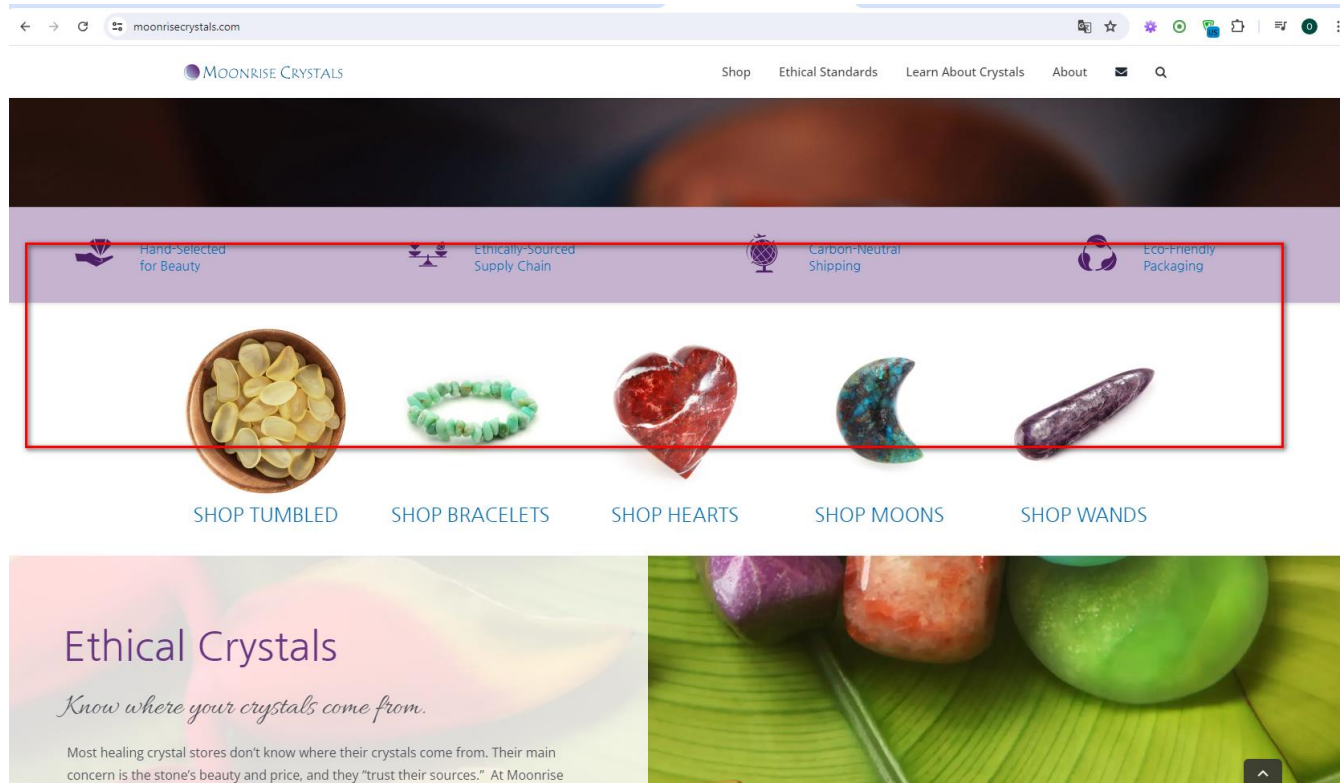 moonrisecrystals.com
US
O
MOONRISE CRYSTALS
Shop
Ethical Standards
Learn About Crystals
About
Hand-Selected
for Beauty
Ethically-Sourced
Supply Chain
Carbon-Neutral
Shipping
Eco-Friendly
Packaging
SHOP TUMBLED
SHOP BRACELETS
SHOP HEARTS
SHOP MOONS
SHOP WANDS
Ethical Crystals
Know where your crystals come from.
Most healing crystal stores don't know where their crystals come from. Their main
concern is the stone's beauty and price, and they “trust their sources.” At Moonrise